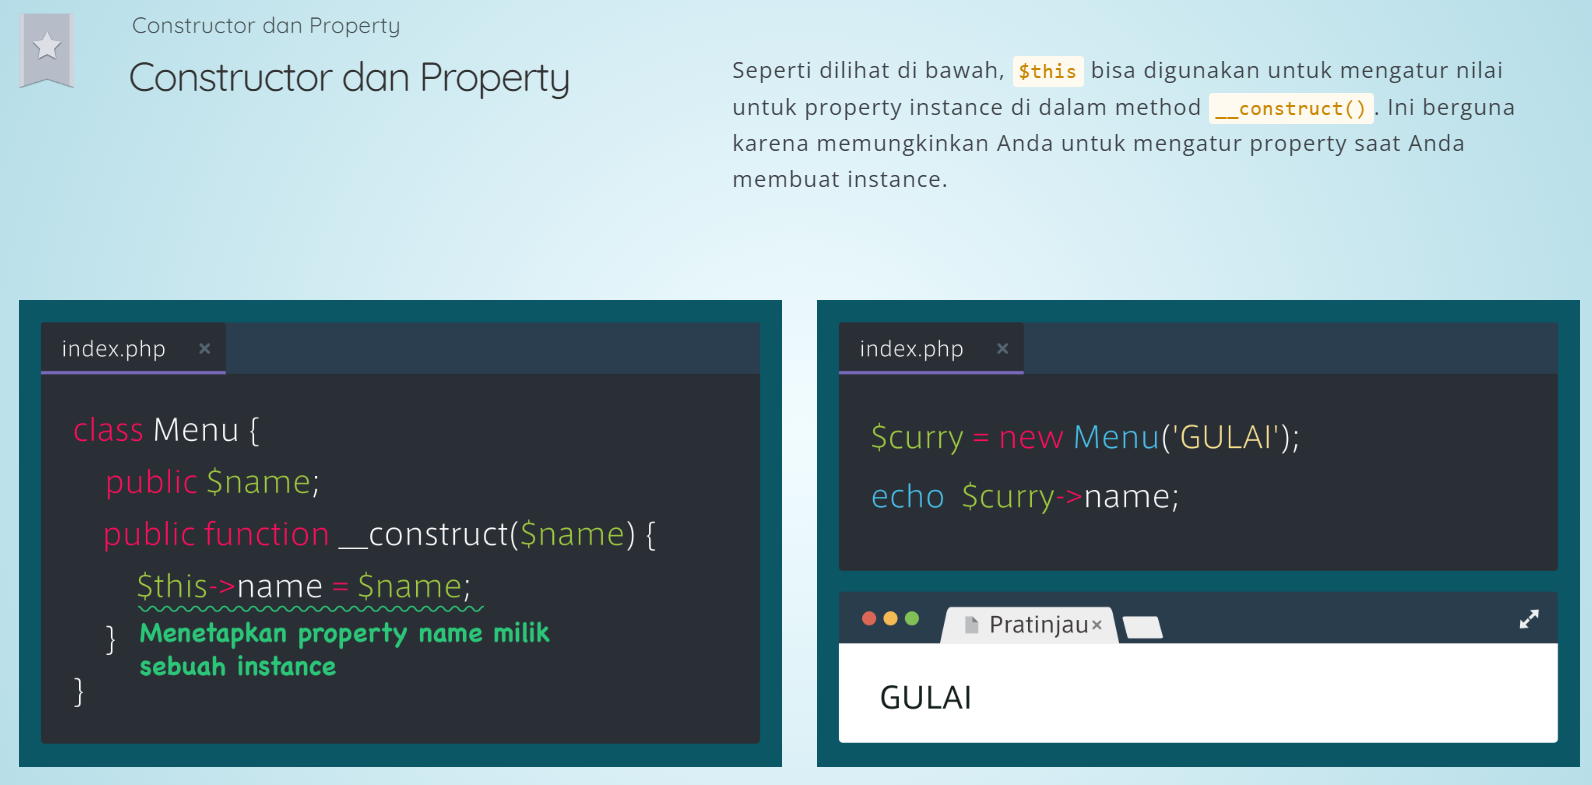 Constructor dan Property
Constructor dan Property
Seperti dilihat di bawah, $this bisa digunakan untuk mengatur nilai
untuk property instance di dalam method __construct(). Ini berguna
karena memungkinkan Anda untuk mengatur property saat Anda
membuat instance.
index.php ×
class Menu {
public $name;
public function __construct($name) {
$this->name = $name;
} Menetapkan property name milik
sebuah instance
}
index.php ×
$curry = new Menu('GULAI');
echo $curry->name;
Pratinjau ×
GULAI